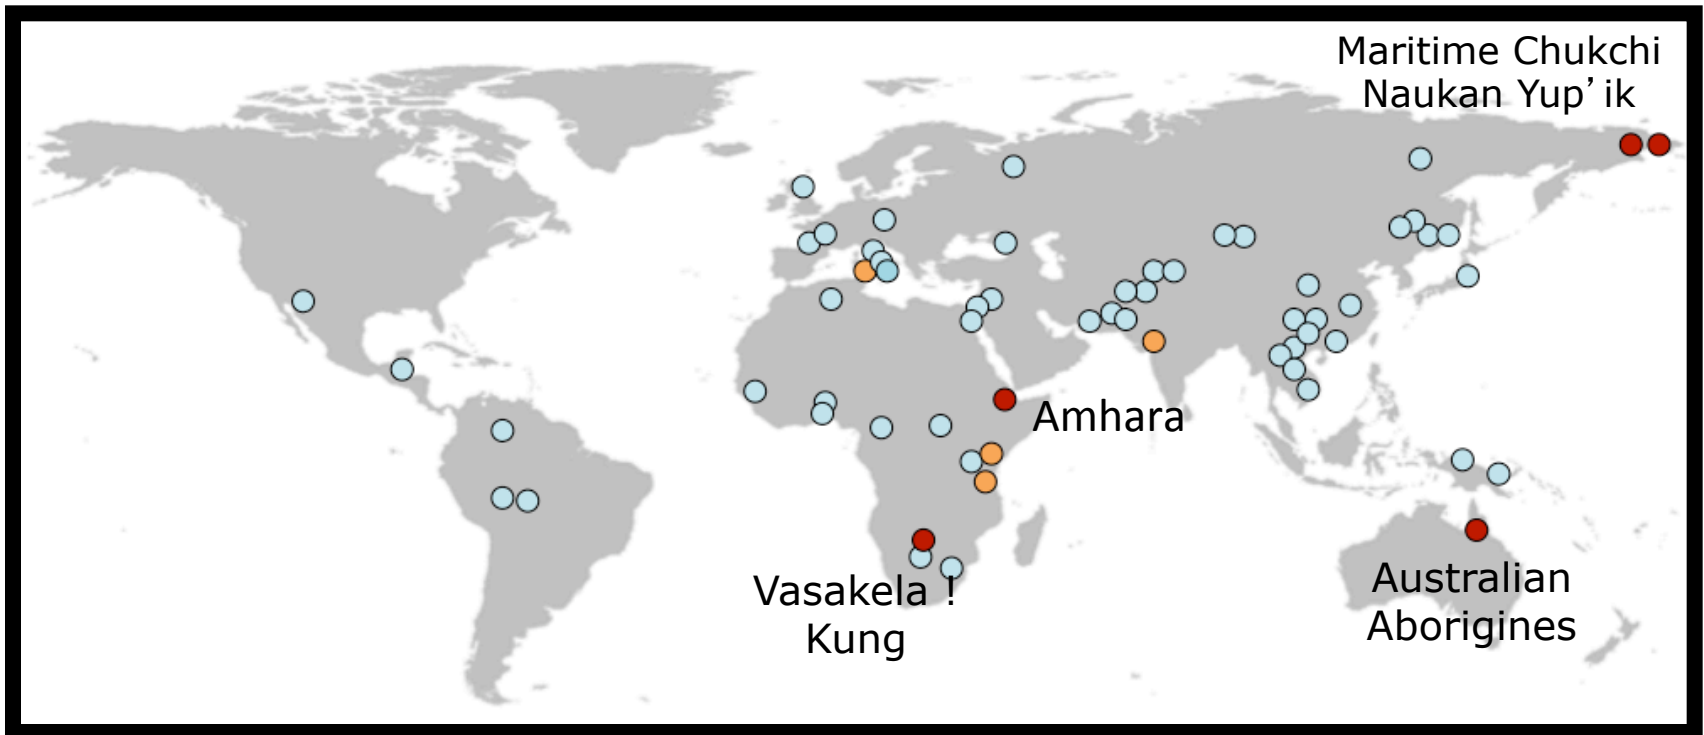 Maritime Chukchi
Naukan Yup’ik
Amhara
Vasakela !
Kung
Australian
Aborigines